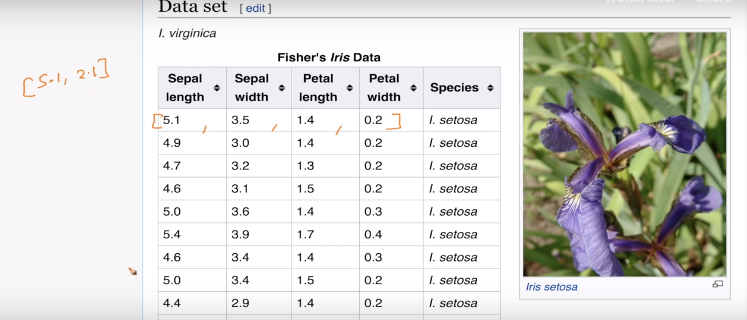 Data set [ edit ]
I. virginica
Fisher's Iris Data
Sepal length Sepal width Petal length Petal width Species
[5.1, 2.1]
[5.1 , 3.5 , 1.4 , 0.2 ] I. setosa
4.9 3.0 1.4 0.2 I. setosa
4.7 3.2 1.3 0.2 I. setosa
4.6 3.1 1.5 0.2 I. setosa
5.0 3.6 1.4 0.3 I. setosa
5.4 3.9 1.7 0.4 I. setosa
4.6 3.4 1.4 0.3 I. setosa
5.0 3.4 1.5 0.2 I. setosa
4.4 2.9 1.4 0.2 I. setosa
Iris setosa